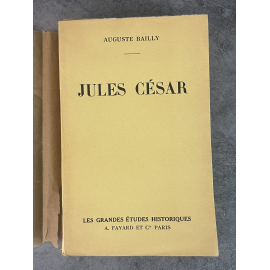 AUGUSTE BAILLY
JULES CÉSAR
LES GRANDES ÉTUDES HISTORIQUES
A. FAYARD ET Cie PARIS